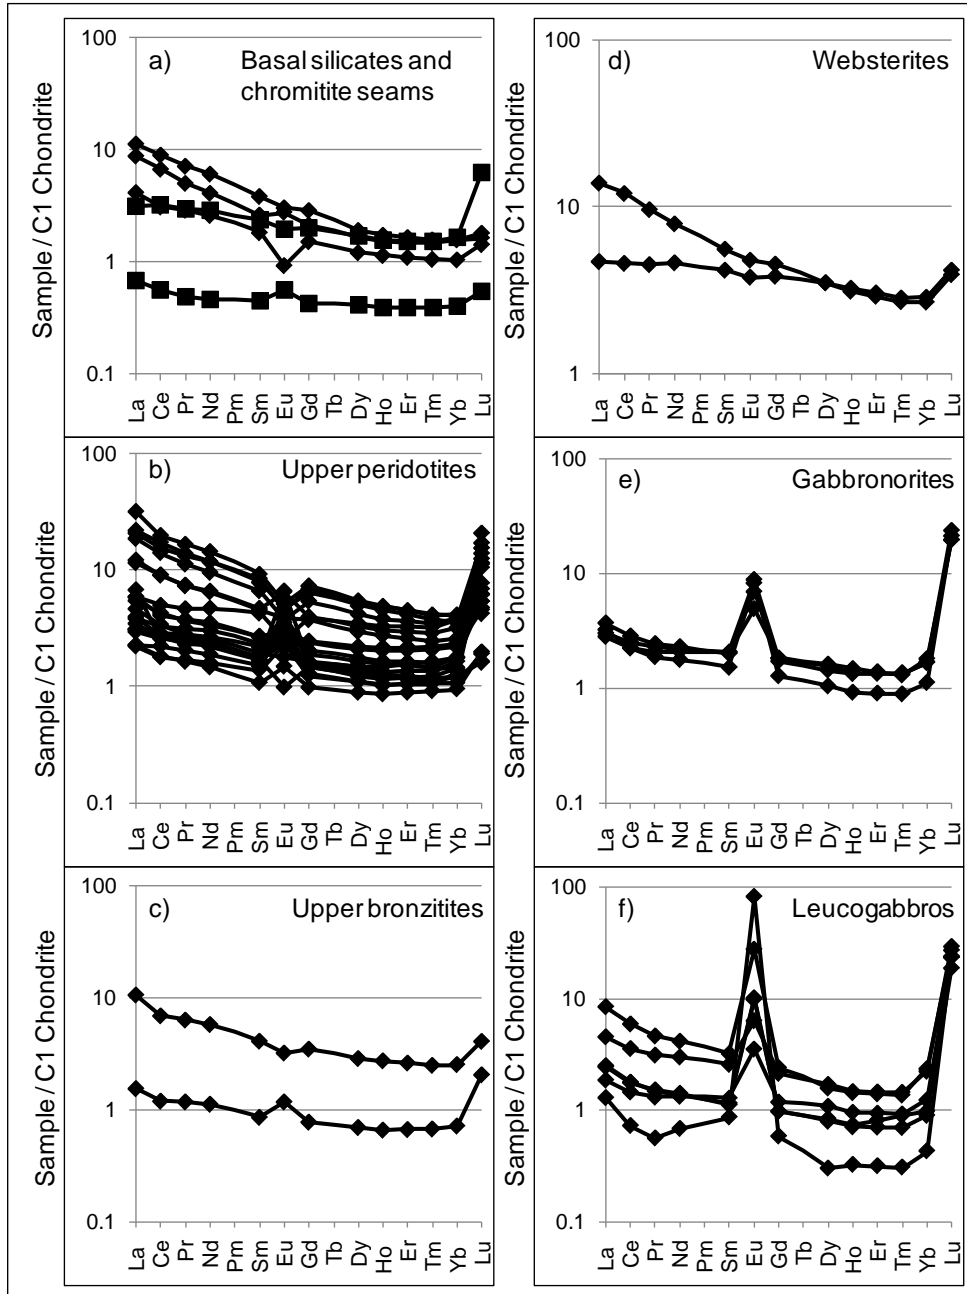 a) Basal silicates and
chromitite seams
Sample / C1 Chondrite
100
10
1
0.1
La Ce Pr Nd Pm Sm Eu Gd Tb Dy Ho Er Tm Yb Lu
d) Websterites
Sample / C1 Chondrite
100
10
1
La Ce Pr Nd Pm Sm Eu Gd Tb Dy Ho Er Tm Yb Lu
b) Upper peridotites
Sample / C1 Chondrite
100
10
1
0.1
La Ce Pr Nd Pm Sm Eu Gd Tb Dy Ho Er Tm Yb Lu
e) Gabbronorites
Sample / C1 Chondrite
100
10
1
0.1
La Ce Pr Nd Pm Sm Eu Gd Tb Dy Ho Er Tm Yb Lu
c) Upper bronzitites
Sample / C1 Chondrite
100
10
1
0.1
La Ce Pr Nd Pm Sm Eu Gd Tb Dy Ho Er Tm Yb Lu
f) Leucogabbros
Sample / C1 Chondrite
100
10
1
0.1
La Ce Pr Nd Pm Sm Eu Gd Tb Dy Ho Er Tm Yb Lu